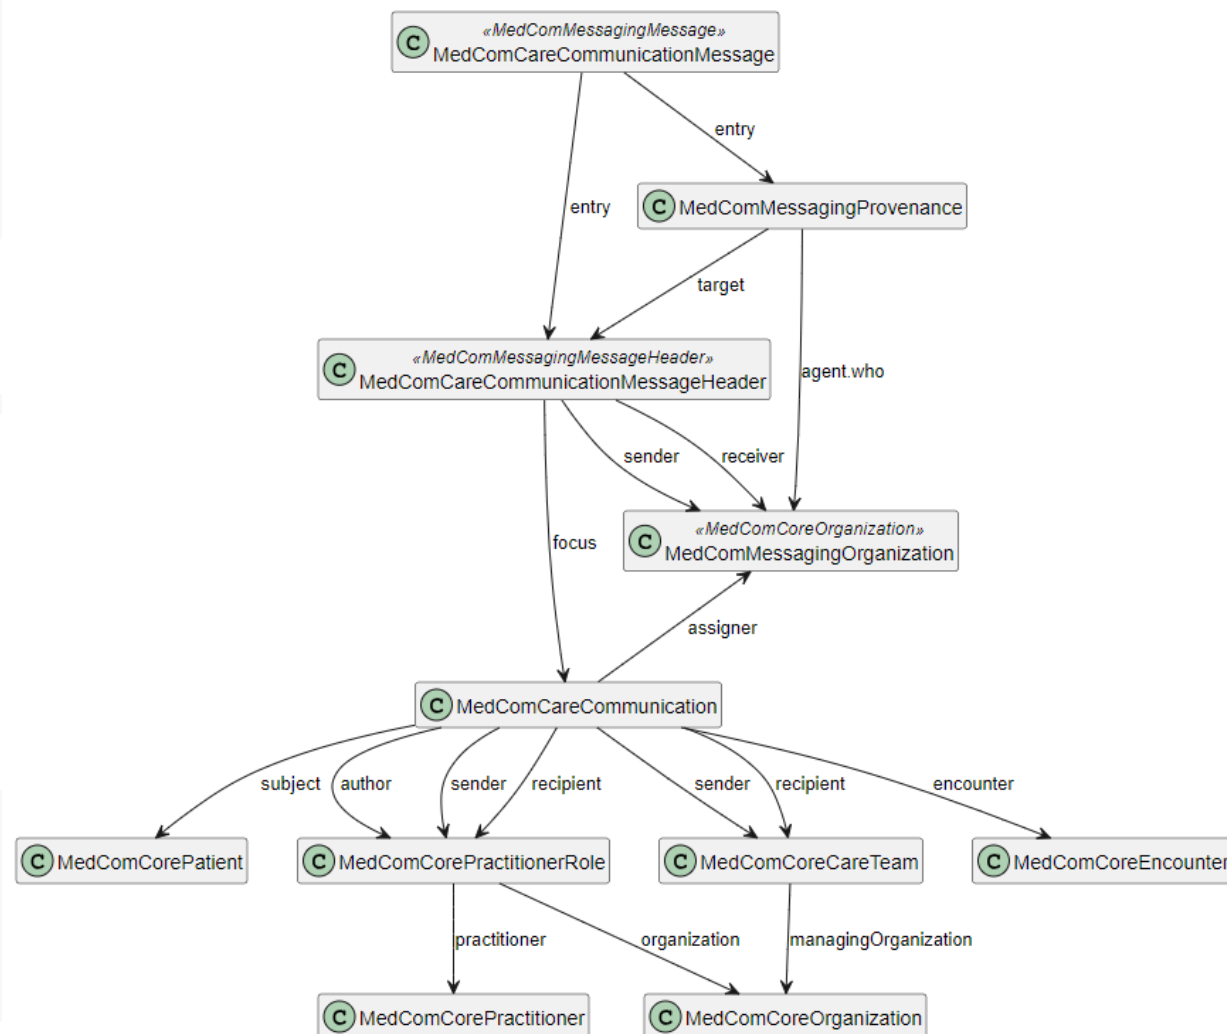 «MedComMessagingMessage»
C MedComCareCommunicationMessage
entry
C MedComMessagingProvenance
entry
target
«MedComMessagingMessageHeader»
C MedComCareCommunicationMessageHeader
agent.who
sender receiver
«MedComCoreOrganization»
C MedComMessagingOrganization
focus
assigner
C MedComCareCommunication
subject author sender recipient sender recipient encounter
C MedComCorePatient C MedComCorePractitionerRole C MedComCoreCareTeam C MedComCoreEncounter
practitioner organization managingOrganization
C MedComCorePractitioner C MedComCoreOrganization